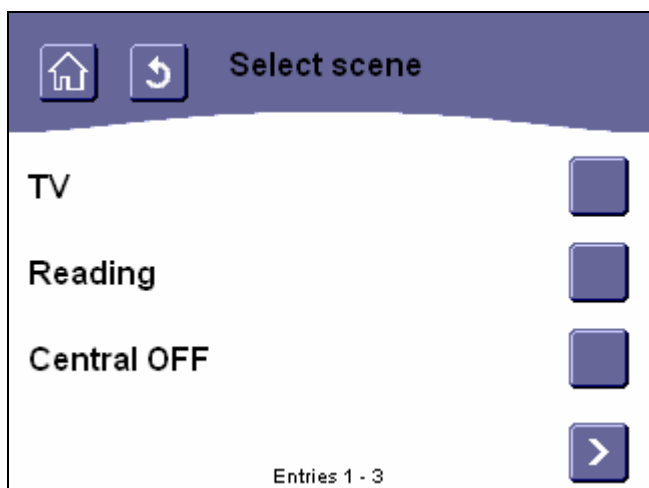 Select scene
TV
Reading
Central OFF
Entries 1 - 3